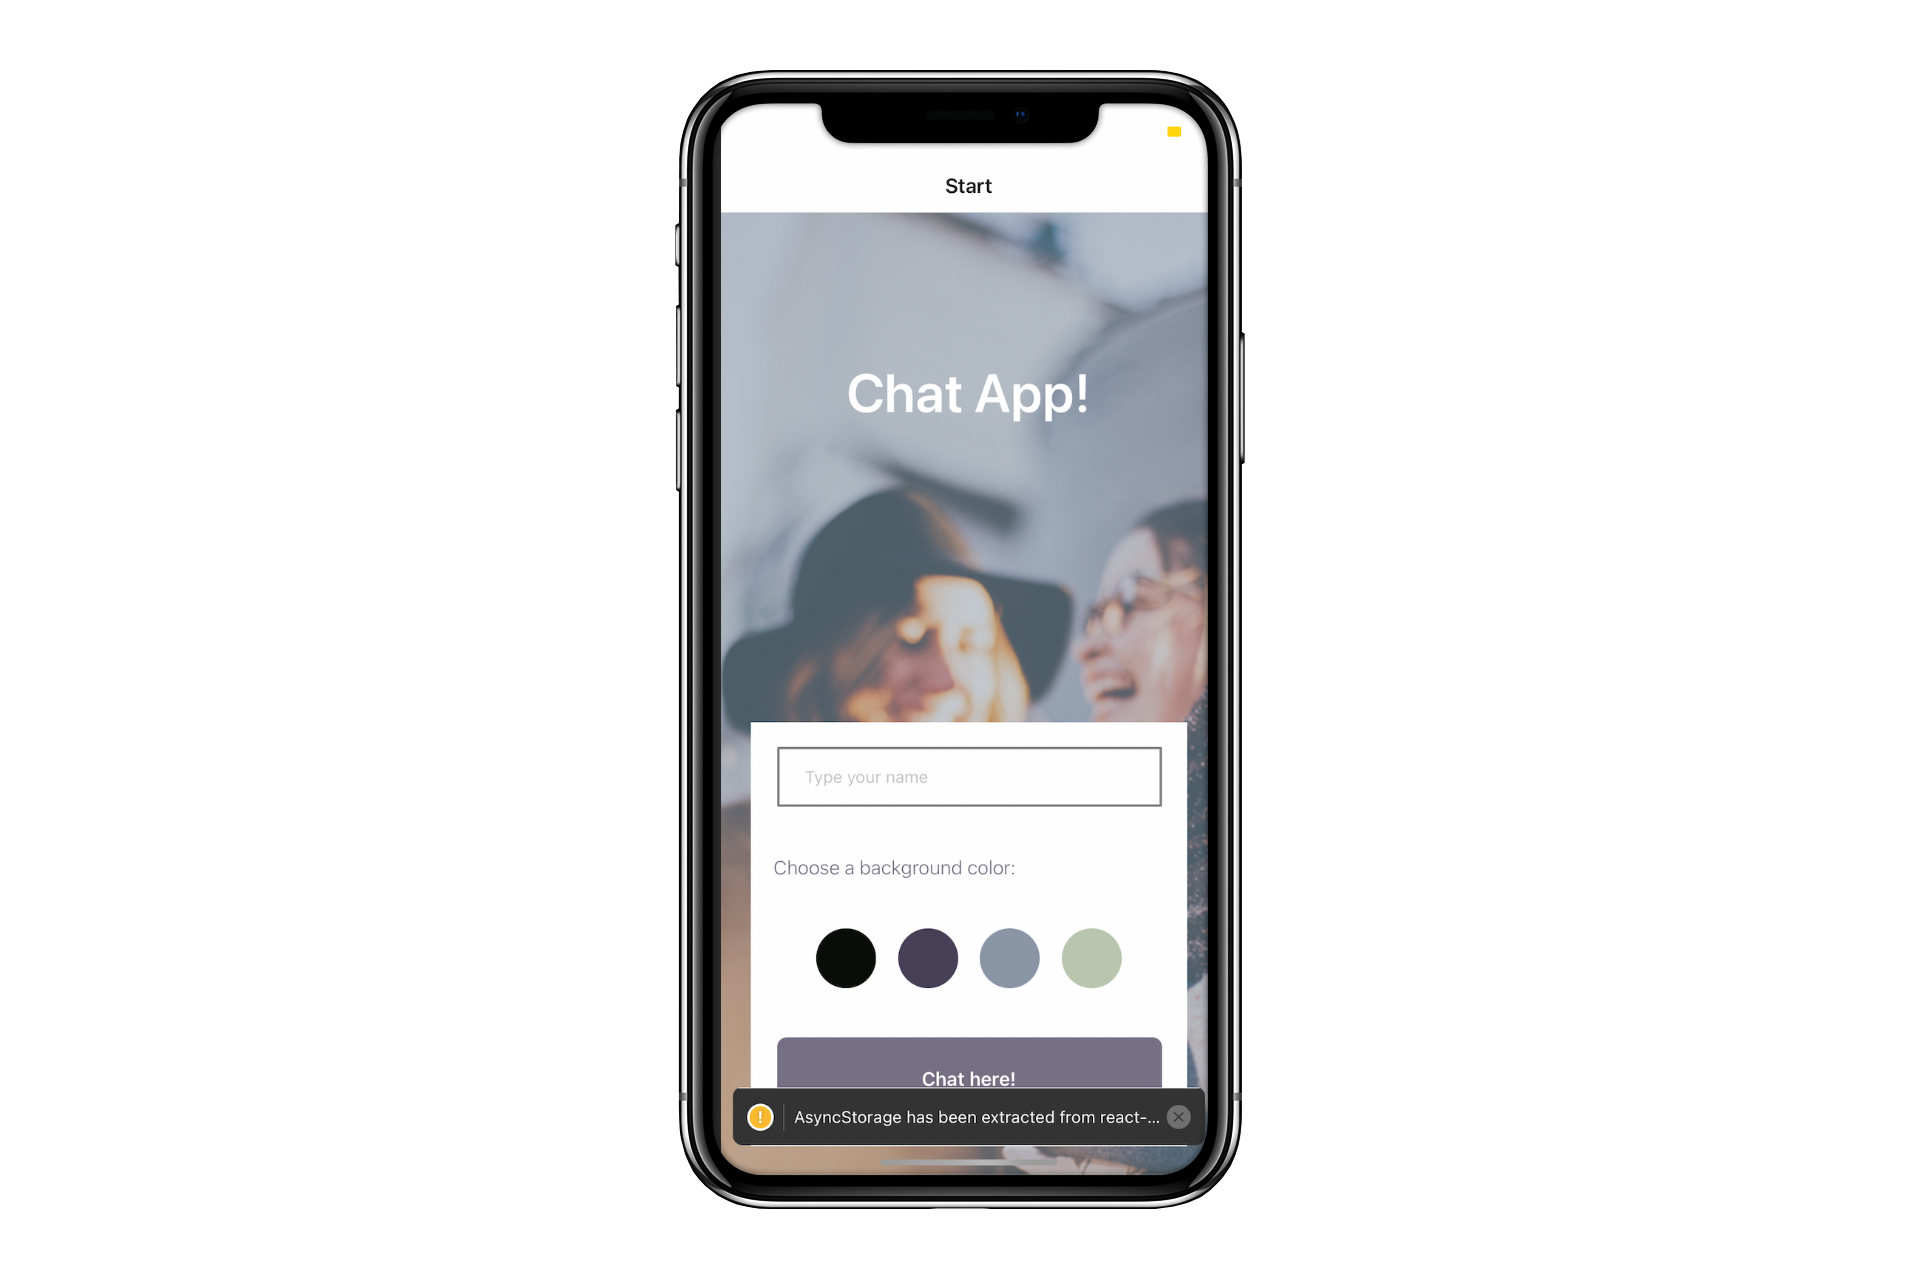 Start
Chat App!
Type your name
Choose a background color:
Chat here!
! AsyncStorage has been extracted from react-...